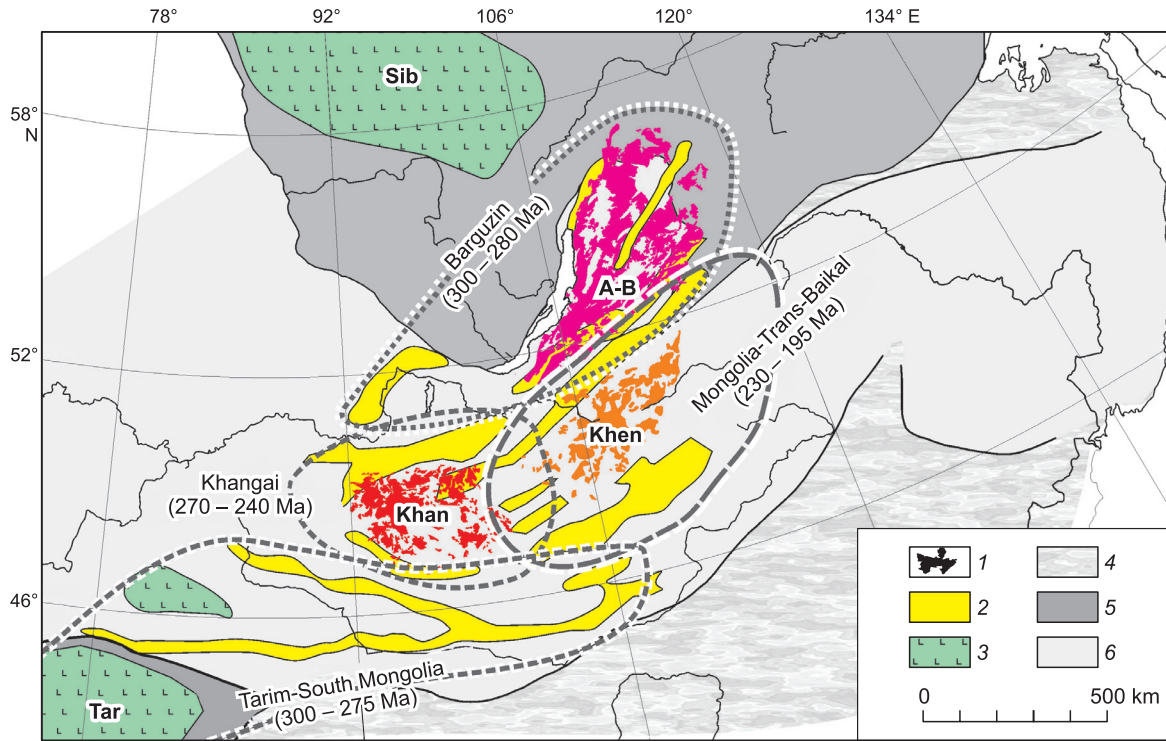 78°
92°
106°
120°
134° E
58°
N
52°
46°
Sib
Barguzin
(300 – 280 Ma)
A-B
Mongolia-Trans-Baikal
(230 – 195 Ma)
Khen
Khangai
(270 – 240 Ma)
Khan
Tarim-South Mongolia
(300 – 275 Ma)
Tar
1
2
3
4
5
6
0 500 km